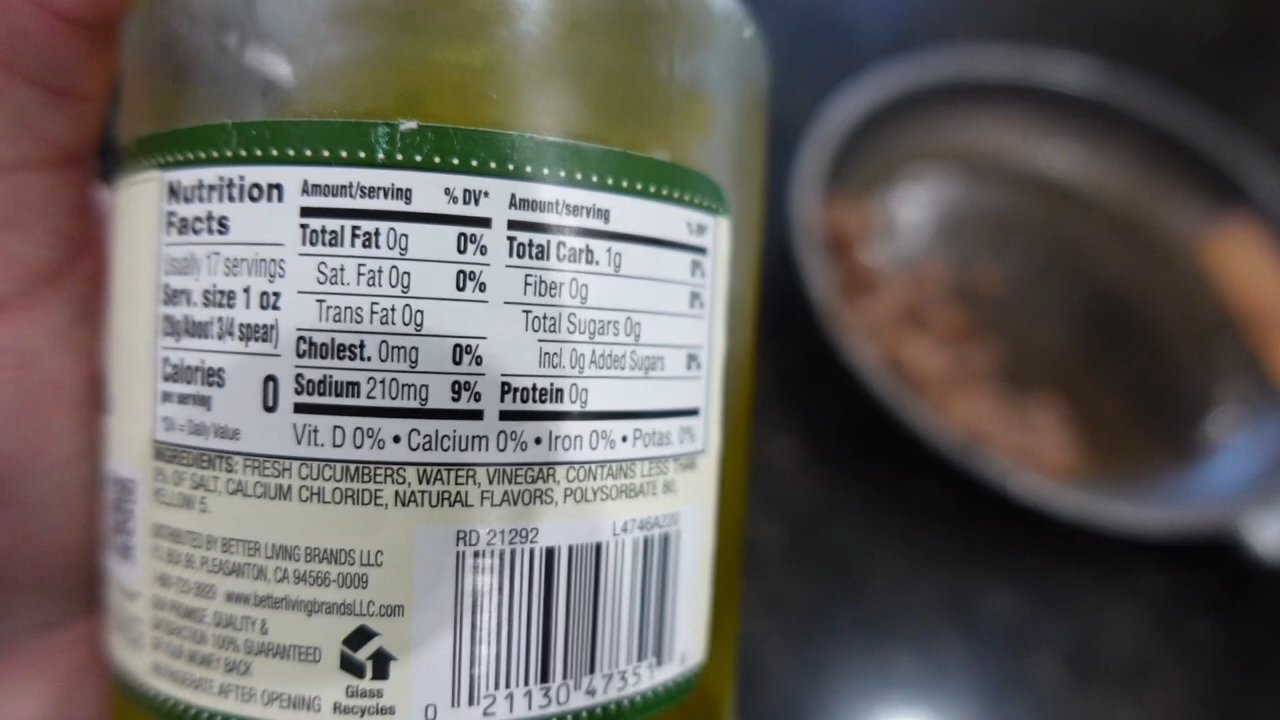 Nutrition
Facts
Usually 17 servings
Serv. size 1 oz
(28g/About 3/4 spear)
Calories 0
per serving
*DV = Daily Value
Amount/serving % DV*
Total Fat 0g 0%
Sat. Fat 0g 0%
Trans Fat 0g
Cholest. 0mg 0%
Sodium 210mg 9%
Amount/serving % DV*
Total Carb. 1g 0%
Fiber 0g 0%
Total Sugars 0g
Incl. 0g Added Sugars 0%
Protein 0g
Vit. D 0% • Calcium 0% • Iron 0% • Potas. 0%
INGREDIENTS: FRESH CUCUMBERS, WATER, VINEGAR, CONTAINS LESS THAN
2% OF SALT, CALCIUM CHLORIDE, NATURAL FLAVORS, POLYSORBATE 80,
YELLOW 5.
DISTRIBUTED BY BETTER LIVING BRANDS LLC
P.O. BOX 99, PLEASANTON, CA 94566-0009
www.betterlivingbrandsLLC.com
OUR PROMISE, QUALITY &
SATISFACTION 100% GUARANTEED
OR YOUR MONEY BACK
REFRIGERATE AFTER OPENING
Glass
Recycles
RD 21292 L4746A220
0 21130 47351